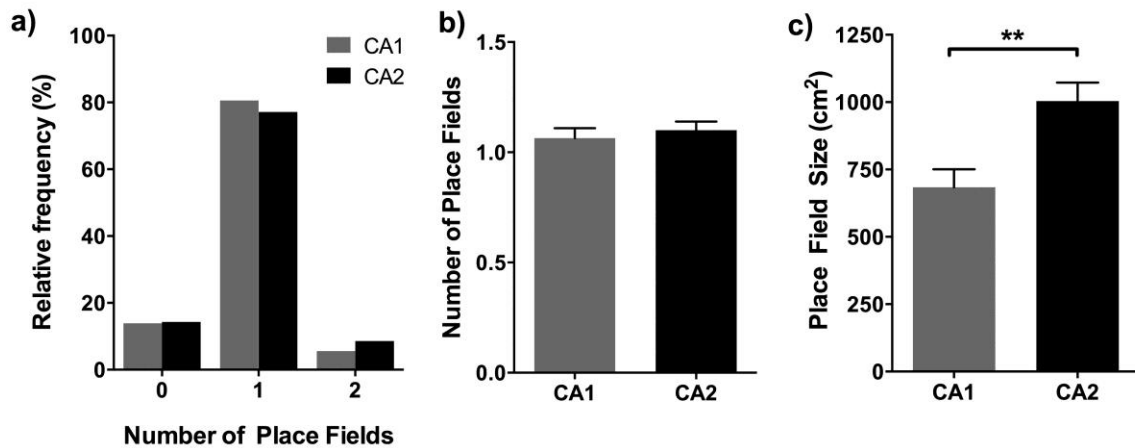 a)
Relative frequency (%)
100
80
60
40
20
0
CA1
CA2
0 1 2
Number of Place Fields
b)
Number of Place Fields
1.5
1.0
0.5
0.0
CA1 CA2
c)
Place Field Size (cm²)
1250
1000
750
500
250
0
**
CA1 CA2